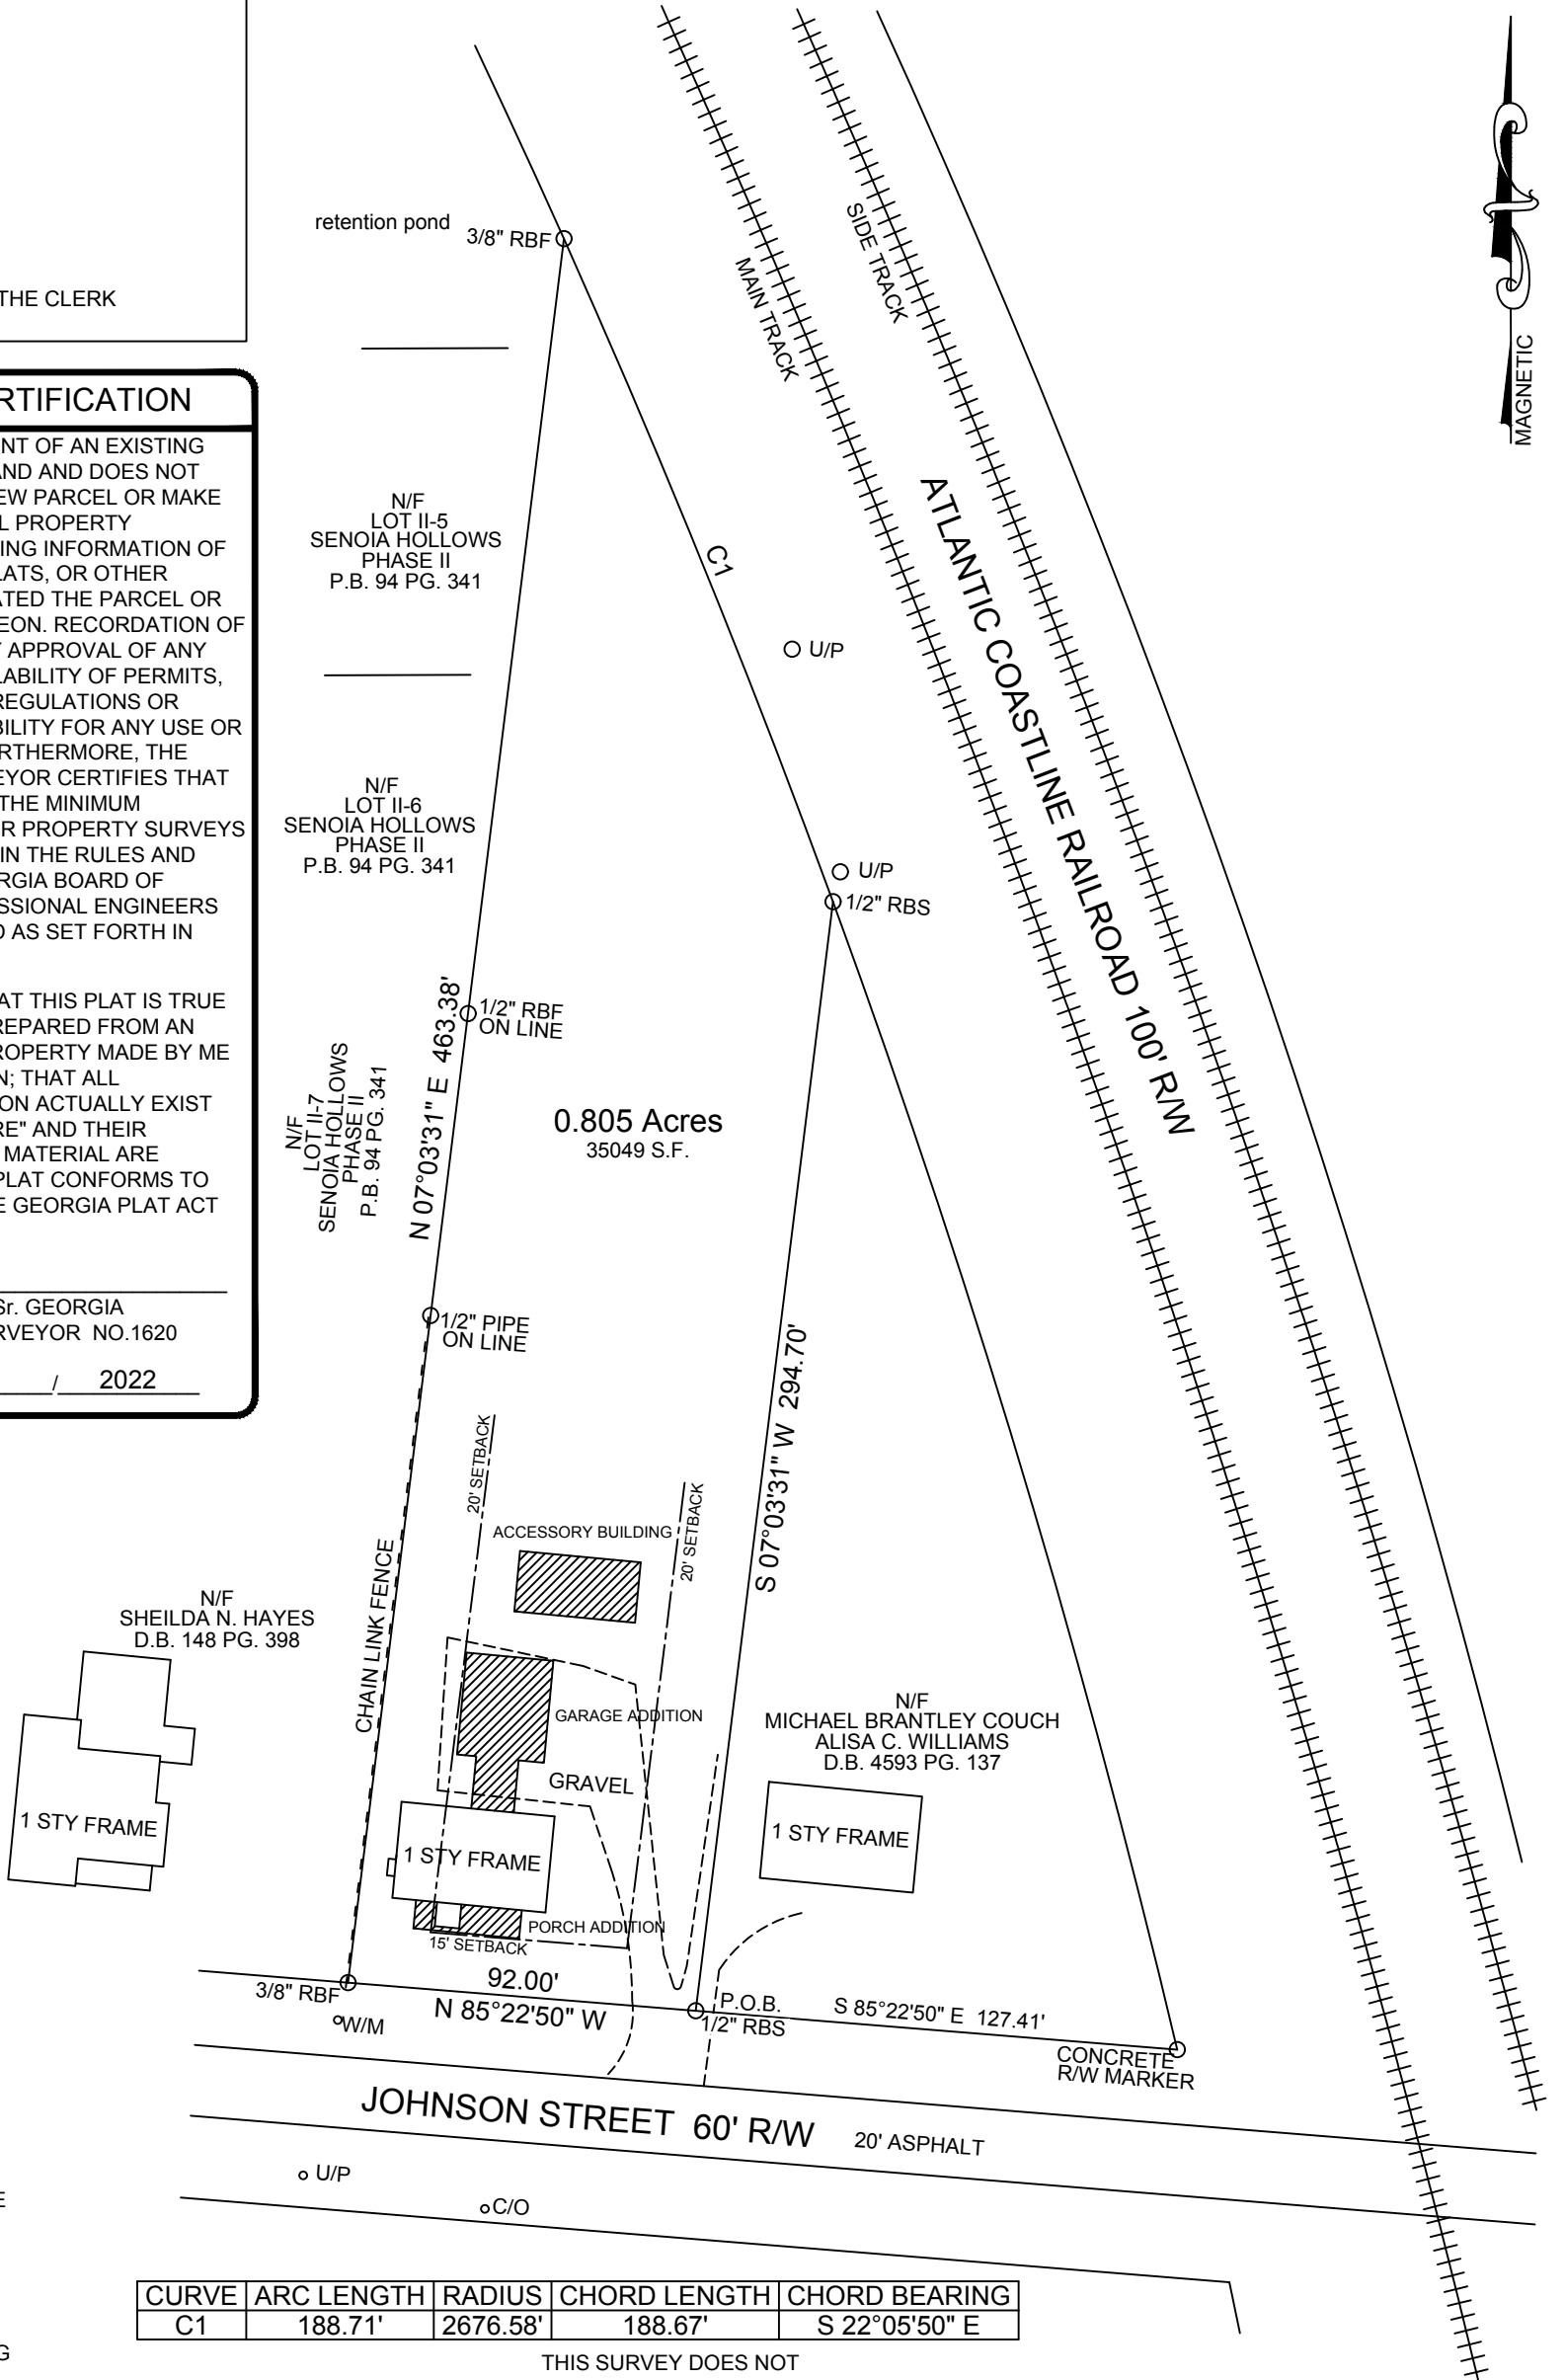 THE CLERK
RTIFICATION
NT OF AN EXISTING
AND AND DOES NOT
EW PARCEL OR MAKE
L PROPERTY
ING INFORMATION OF
LATS, OR OTHER
ATED THE PARCEL OR
EON. RECORDATION OF
Y APPROVAL OF ANY
LABILITY OF PERMITS,
REGULATIONS OR
BILITY FOR ANY USE OR
RTHERMORE, THE
EYOR CERTIFIES THAT
THE MINIMUM
R PROPERTY SURVEYS
IN THE RULES AND
RGIA BOARD OF
SSIONAL ENGINEERS
D AS SET FORTH IN
AT THIS PLAT IS TRUE
REPARED FROM AN
ROPERTY MADE BY ME
N; THAT ALL
ON ACTUALLY EXIST
RE" AND THEIR
MATERIAL ARE
PLAT CONFORMS TO
E GEORGIA PLAT ACT
Sr. GEORGIA
RVEYOR NO.1620
/ 2022
retention pond
3/8" RBF
MAIN TRACK
SIDE TRACK
MAGNETIC
N/F
LOT II-5
SENOIA HOLLOWS
PHASE II
P.B. 94 PG. 341
C1
U/P
ATLANTIC COASTLINE RAILROAD 100' R/W
N/F
LOT II-6
SENOIA HOLLOWS
PHASE II
P.B. 94 PG. 341
U/P
1/2" RBS
1/2" RBF
ON LINE
N 07°03'31" E 463.38'
N/F
LOT II-7
SENOIA HOLLOWS
PHASE II
P.B. 94 PG. 341
0.805 Acres
35049 S.F.
1/2" PIPE
ON LINE
S 07°03'31" W 294.70'
20' SETBACK
20' SETBACK
ACCESSORY BUILDING
CHAIN LINK FENCE
N/F
SHEILDA N. HAYES
D.B. 148 PG. 398
1 STY FRAME
GARAGE ADDITION
GRAVEL
1 STY FRAME
PORCH ADDITION
15' SETBACK
N/F
MICHAEL BRANTLEY COUCH
ALISA C. WILLIAMS
D.B. 4593 PG. 137
1 STY FRAME
3/8" RBF
92.00'
N 85°22'50" W
W/M
P.O.B.
1/2" RBS
S 85°22'50" E 127.41'
CONCRETE
R/W MARKER
JOHNSON STREET 60' R/W
20' ASPHALT
U/P
C/O
E
G
CURVE ARC LENGTH RADIUS CHORD LENGTH CHORD BEARING
C1 188.71' 2676.58' 188.67' S 22°05'50" E
THIS SURVEY DOES NOT